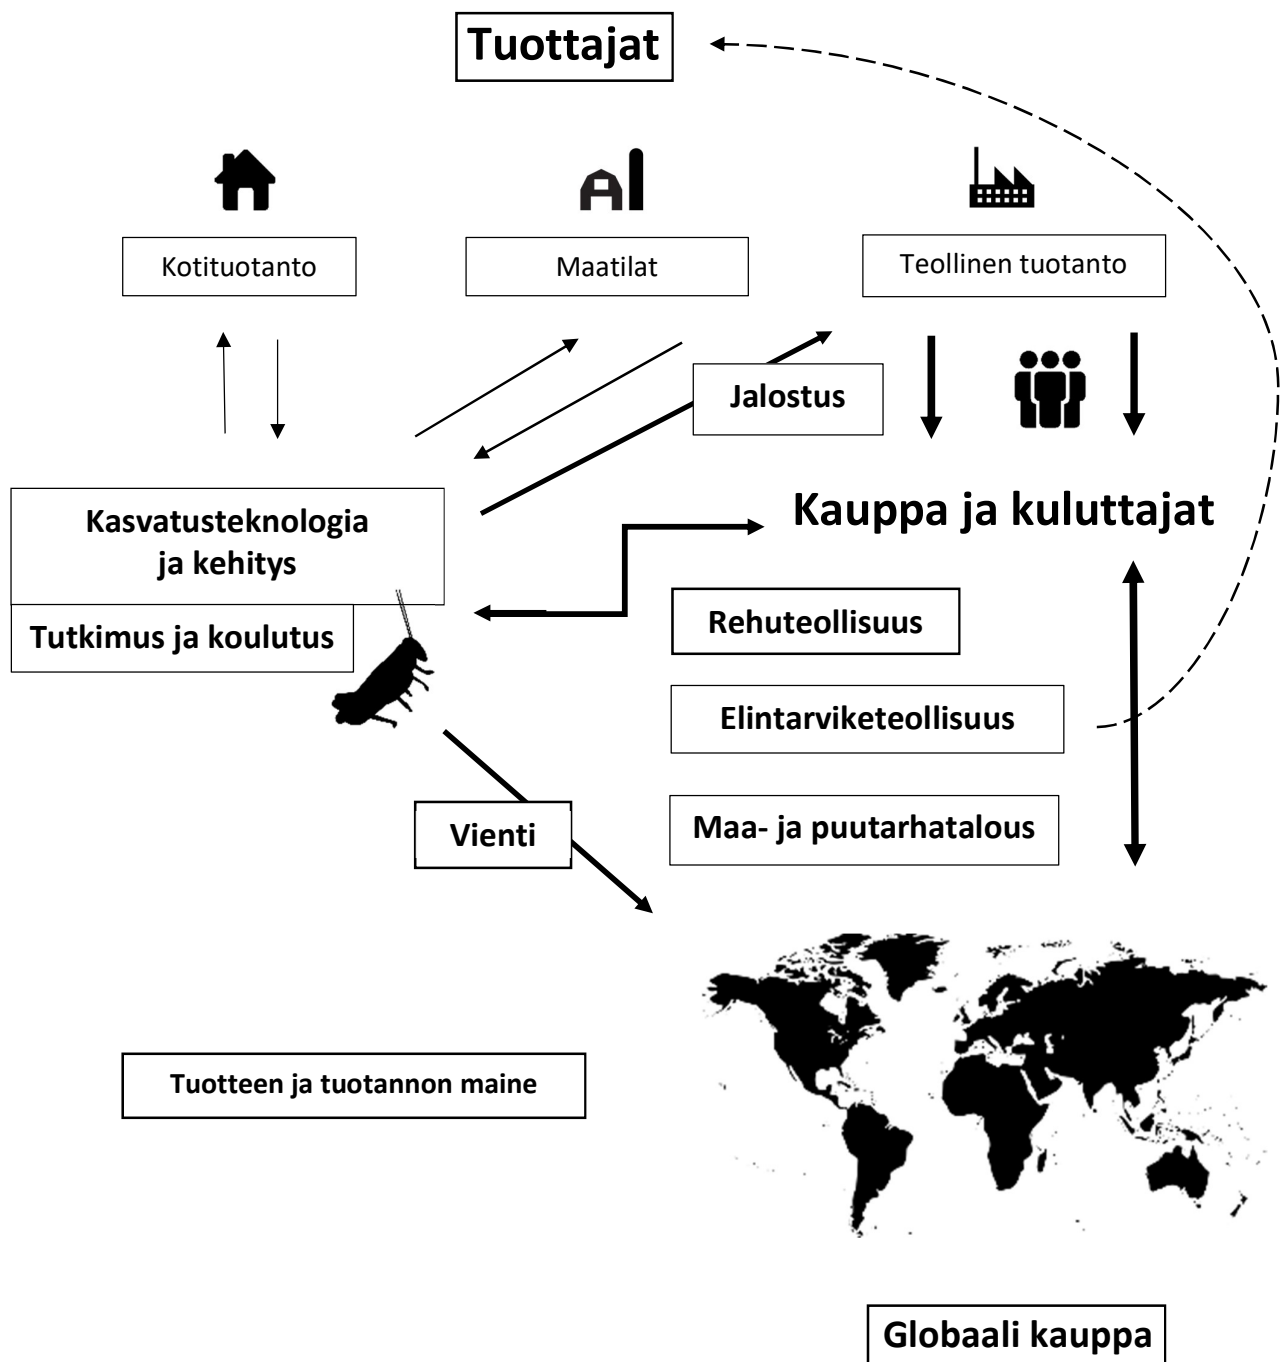 Tuottajat
Kotituotanto
Maatilat
Teollinen tuotanto
Jalostus
Kasvatusteknologia
ja kehitys
Tutkimus ja koulutus
Kauppa ja kuluttajat
Rehuteollisuus
Elintarviketeollisuus
Maa- ja puutarhatalous
Vienti
Tuotteen ja tuotannon maine
Globaali kauppa